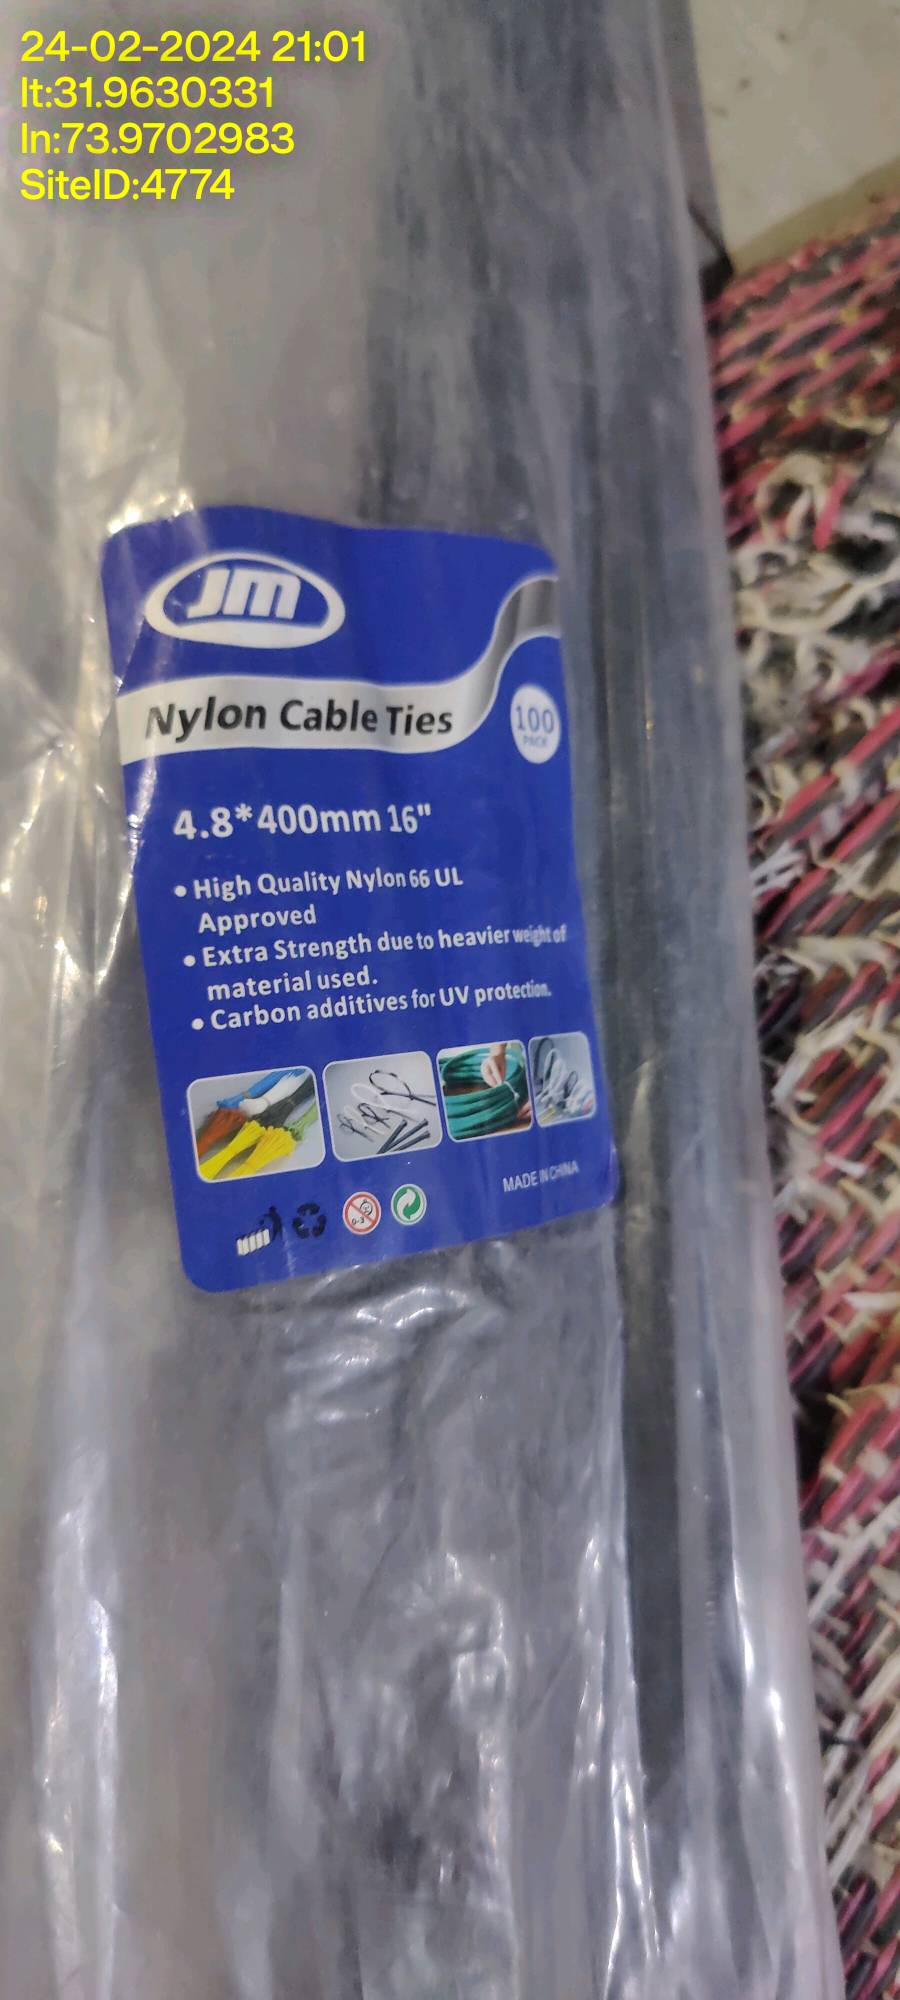 24-02-2024 21:01
lt:31.9630331
ln:73.9702983
SiteID:4774
JM
Nylon Cable Ties
100
PACK
4.8*400mm 16"
• High Quality Nylon 66 UL
Approved
• Extra Strength due to heavier weight of
material used.
• Carbon additives for UV protection.
MADE IN CHINA
0-3